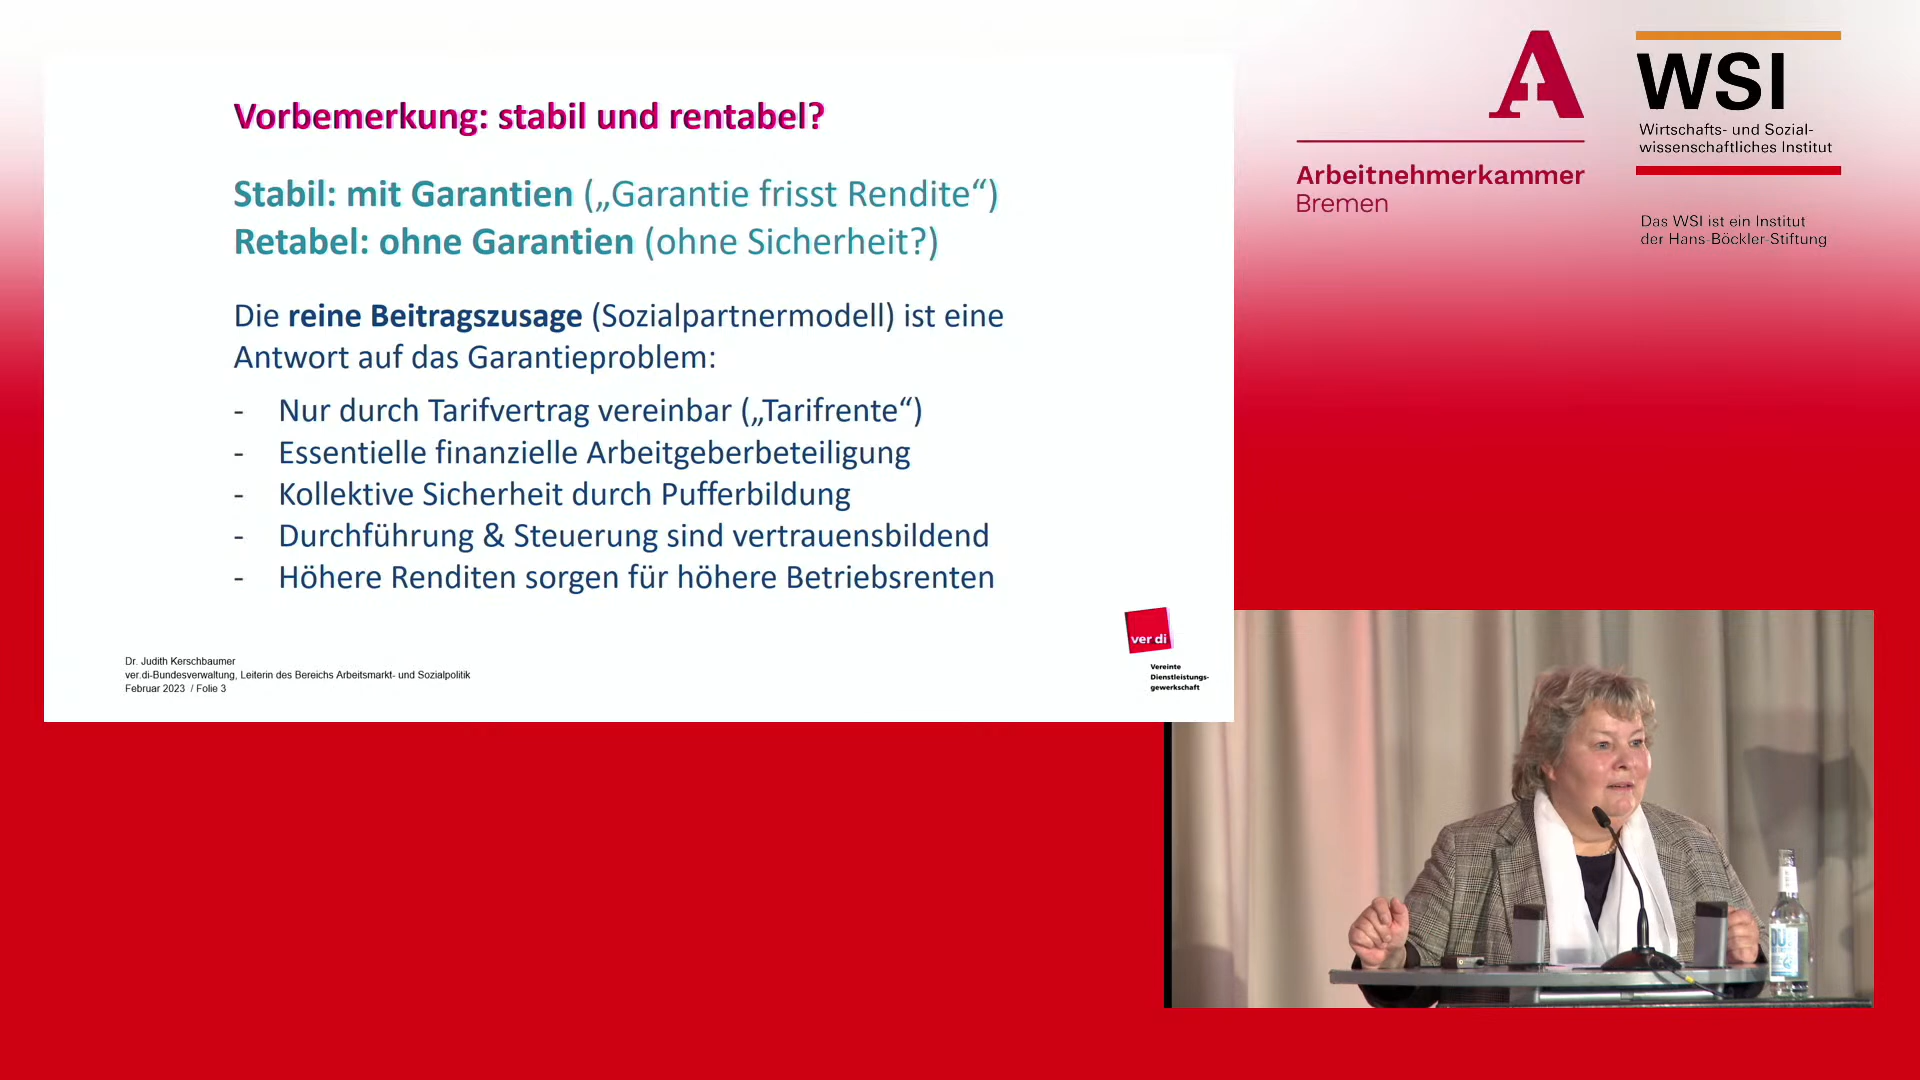 Vorbemerkung: stabil und rentabel?
Stabil: mit Garantien („Garantie frisst Rendite“)
Retabel: ohne Garantien (ohne Sicherheit?)
Die reine Beitragszusage (Sozialpartnermodell) ist eine
Antwort auf das Garantieproblem:
- Nur durch Tarifvertrag vereinbar („Tarifrente“)
- Essentielle finanzielle Arbeitgeberbeteiligung
- Kollektive Sicherheit durch Pufferbildung
- Durchführung & Steuerung sind vertrauensbildend
- Höhere Renditen sorgen für höhere Betriebsrenten
Dr. Judith Kerschbaumer
ver.di-Bundesverwaltung, Leiterin des Bereichs Arbeitsmarkt- und Sozialpolitik
Februar 2023 / Folie 3
ver di
Vereinte
Dienstleistungs-
gewerkschaft
A
Arbeitnehmerkammer
Bremen
WSI
Wirtschafts- und Sozial-
wissenschaftliches Institut
Das WSI ist ein Institut
der Hans-Böckler-Stiftung